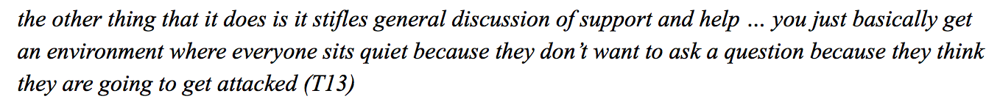 the other thing that it does is it stifles general discussion of support and help ... you just basically get
an environment where everyone sits quiet because they don’t want to ask a question because they think
they are going to get attacked (T13)